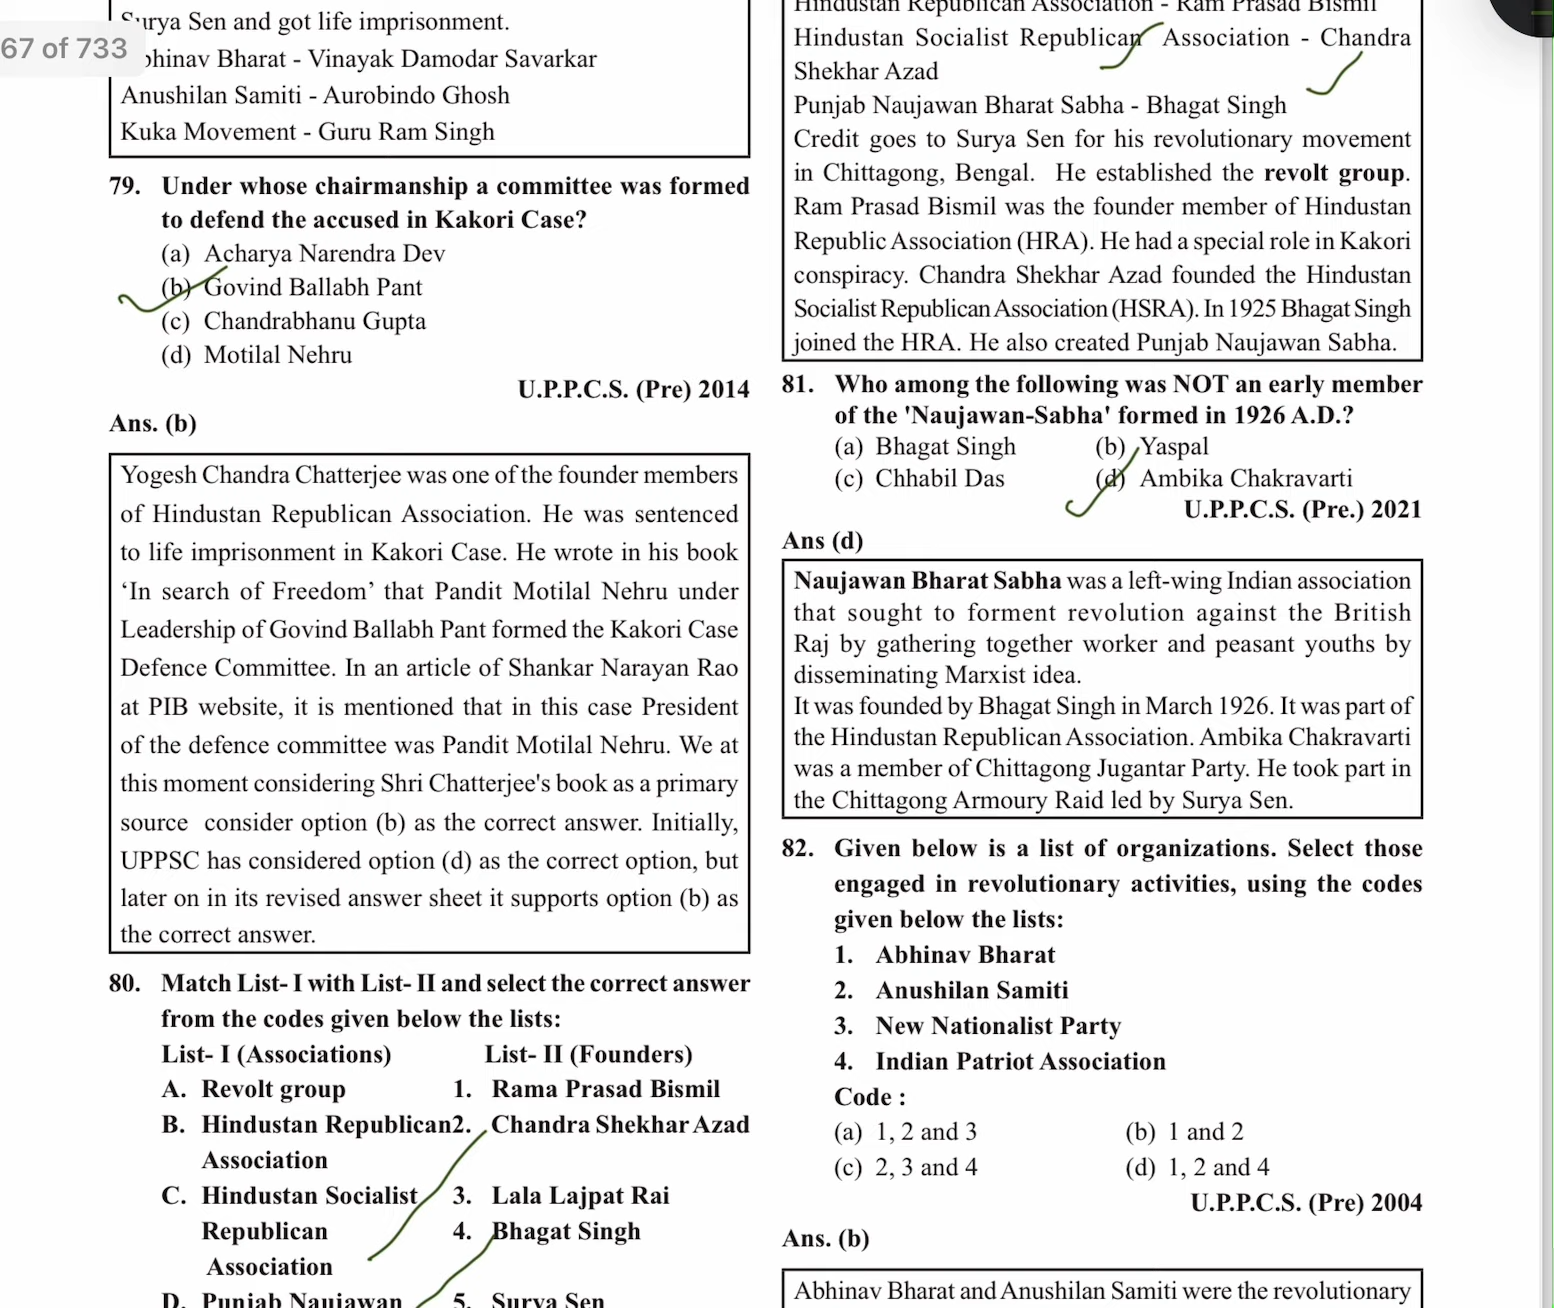 67 of 733
Surya Sen and got life imprisonment.
Abhinav Bharat - Vinayak Damodar Savarkar
Anushilan Samiti - Aurobindo Ghosh
Kuka Movement - Guru Ram Singh
79. Under whose chairmanship a committee was formed
to defend the accused in Kakori Case?
(a) Acharya Narendra Dev
(b) Govind Ballabh Pant
(c) Chandrabhanu Gupta
(d) Motilal Nehru
U.P.P.C.S. (Pre) 2014
Ans. (b)
Yogesh Chandra Chatterjee was one of the founder members
of Hindustan Republican Association. He was sentenced
to life imprisonment in Kakori Case. He wrote in his book
‘In search of Freedom’ that Pandit Motilal Nehru under
Leadership of Govind Ballabh Pant formed the Kakori Case
Defence Committee. In an article of Shankar Narayan Rao
at PIB website, it is mentioned that in this case President
of the defence committee was Pandit Motilal Nehru. We at
this moment considering Shri Chatterjee's book as a primary
source consider option (b) as the correct answer. Initially,
UPPSC has considered option (d) as the correct option, but
later on in its revised answer sheet it supports option (b) as
the correct answer.
80. Match List- I with List- II and select the correct answer
from the codes given below the lists:
List- I (Associations) List- II (Founders)
A. Revolt group 1. Rama Prasad Bismil
B. Hindustan Republican 2. Chandra Shekhar Azad
Association
C. Hindustan Socialist 3. Lala Lajpat Rai
Republican 4. Bhagat Singh
Association
D. Punjab Naujawan 5. Surya Sen
Hindustan Republican Association - Ram Prasad Bismil
Hindustan Socialist Republican Association - Chandra
Shekhar Azad
Punjab Naujawan Bharat Sabha - Bhagat Singh
Credit goes to Surya Sen for his revolutionary movement
in Chittagong, Bengal. He established the revolt group.
Ram Prasad Bismil was the founder member of Hindustan
Republic Association (HRA). He had a special role in Kakori
conspiracy. Chandra Shekhar Azad founded the Hindustan
Socialist Republican Association (HSRA). In 1925 Bhagat Singh
joined the HRA. He also created Punjab Naujawan Sabha.
81. Who among the following was NOT an early member
of the 'Naujawan-Sabha' formed in 1926 A.D.?
(a) Bhagat Singh (b) Yaspal
(c) Chhabil Das (d) Ambika Chakravarti
U.P.P.C.S. (Pre.) 2021
Ans (d)
Naujawan Bharat Sabha was a left-wing Indian association
that sought to forment revolution against the British
Raj by gathering together worker and peasant youths by
disseminating Marxist idea.
It was founded by Bhagat Singh in March 1926. It was part of
the Hindustan Republican Association. Ambika Chakravarti
was a member of Chittagong Jugantar Party. He took part in
the Chittagong Armoury Raid led by Surya Sen.
82. Given below is a list of organizations. Select those
engaged in revolutionary activities, using the codes
given below the lists:
1. Abhinav Bharat
2. Anushilan Samiti
3. New Nationalist Party
4. Indian Patriot Association
Code :
(a) 1, 2 and 3 (b) 1 and 2
(c) 2, 3 and 4 (d) 1, 2 and 4
U.P.P.C.S. (Pre) 2004
Ans. (b)
Abhinav Bharat and Anushilan Samiti were the revolutionary